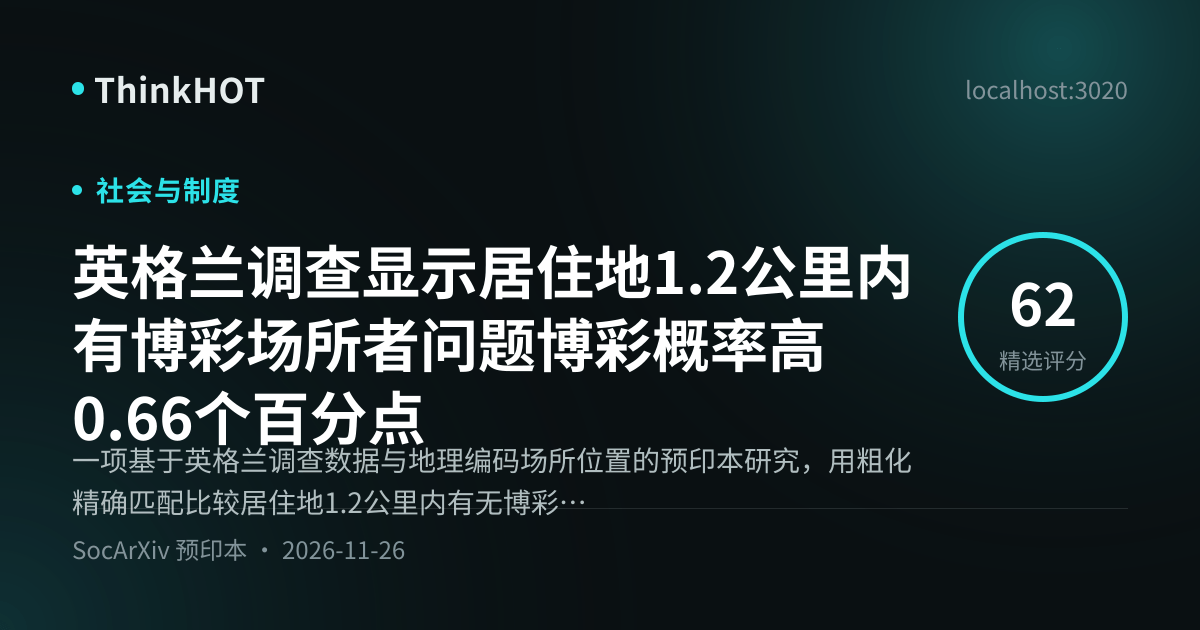 ThinkHOT
localhost:3020
社会与制度
英格兰调查显示居住地1.2公里内
有博彩场所者问题博彩概率高
0.66个百分点
62
精选评分
一项基于英格兰调查数据与地理编码场所位置的预印本研究，用粗化
精确匹配比较居住地1.2公里内有无博彩…
SocArXiv 预印本 · 2026-11-26